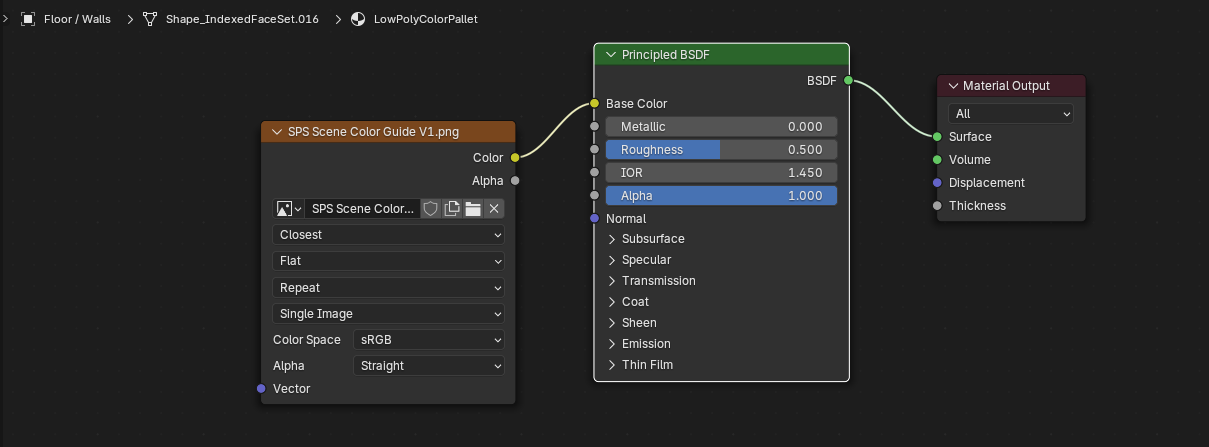 Floor / Walls > Shape_IndexedFaceSet.016 > LowPolyColorPallet
SPS Scene Color Guide V1.png
Color
Alpha
SPS Scene Color...
Closest
Flat
Repeat
Single Image
Color Space sRGB
Alpha Straight
Vector
Principled BSDF
BSDF
Base Color
Metallic 0.000
Roughness 0.500
IOR 1.450
Alpha 1.000
Normal
Subsurface
Specular
Transmission
Coat
Sheen
Emission
Thin Film
Material Output
All
Surface
Volume
Displacement
Thickness